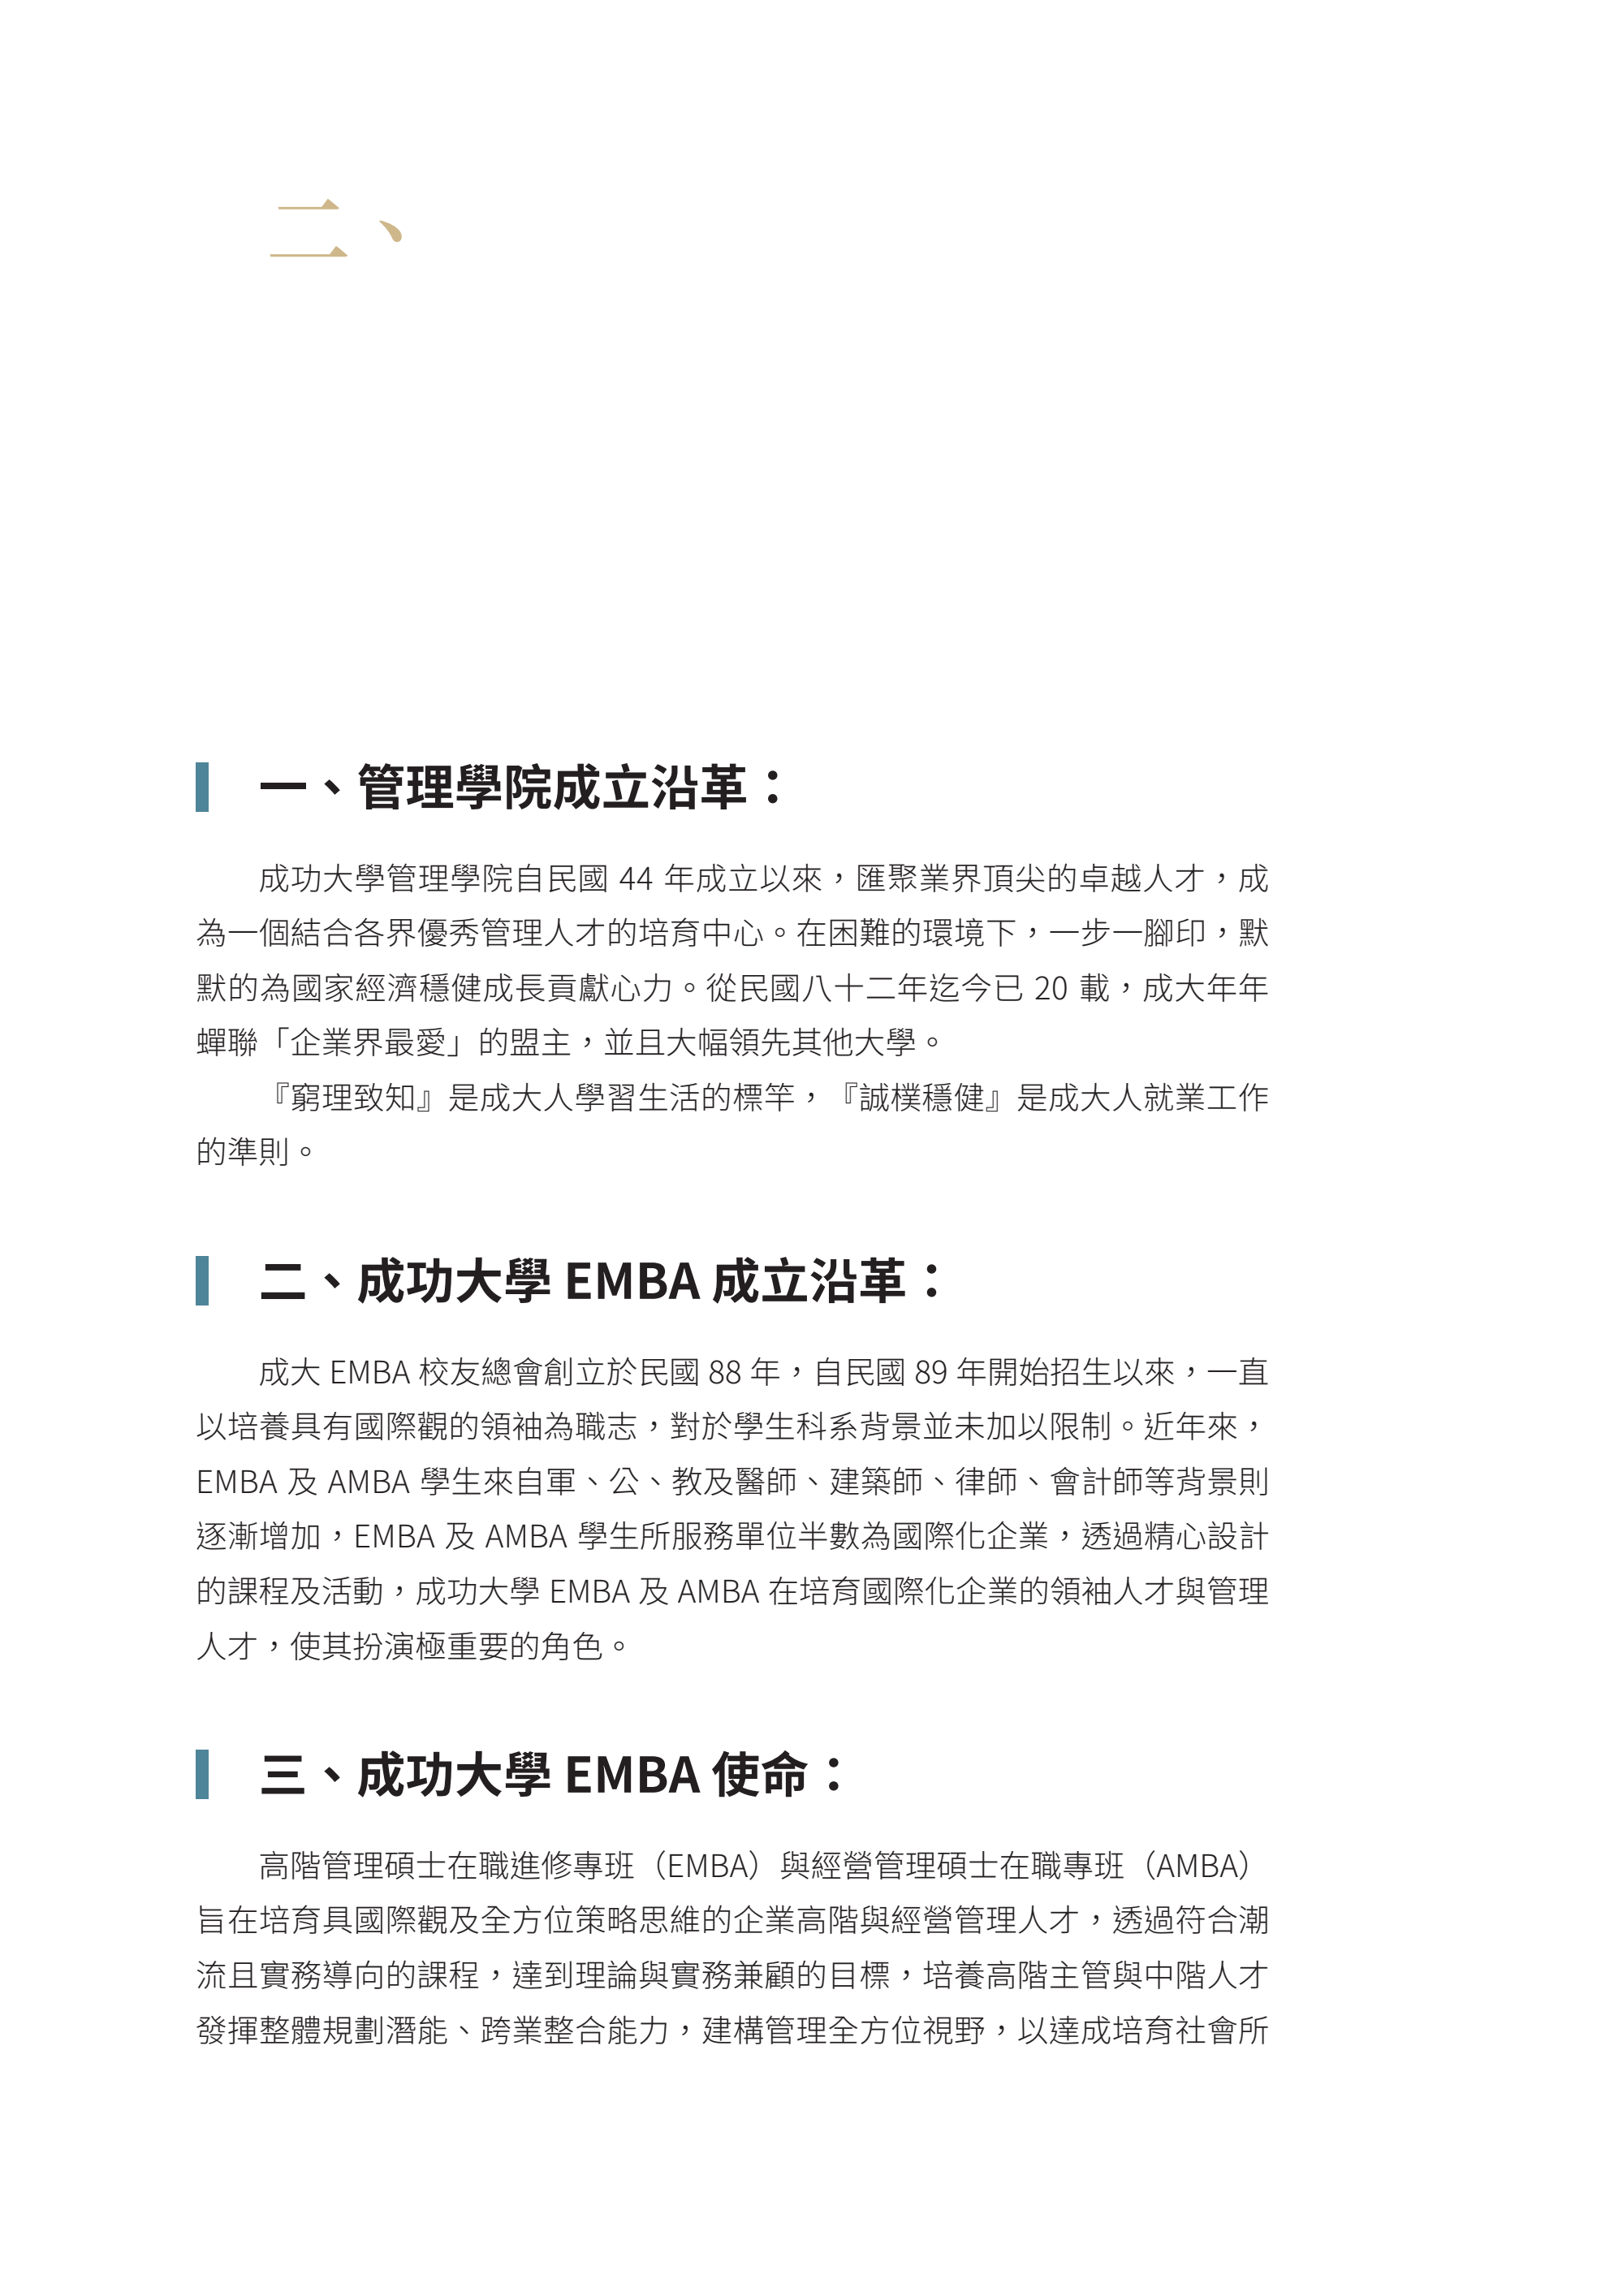 二、
一、管理學院成立沿革：
成功大學管理學院自民國 44 年成立以來，匯聚業界頂尖的卓越人才，成
為一個結合各界優秀管理人才的培育中心。在困難的環境下，一步一腳印，默
默的為國家經濟穩健成長貢獻心力。從民國八十二年迄今已 20 載，成大年年
蟬聯「企業界最愛」的盟主，並且大幅領先其他大學。
『窮理致知』是成大人學習生活的標竿，『誠樸穩健』是成大人就業工作
的準則。
二、成功大學 EMBA 成立沿革：
成大 EMBA 校友總會創立於民國 88 年，自民國 89 年開始招生以來，一直
以培養具有國際觀的領袖為職志，對於學生科系背景並未加以限制。近年來，
EMBA 及 AMBA 學生來自軍、公、教及醫師、建築師、律師、會計師等背景則
逐漸增加，EMBA 及 AMBA 學生所服務單位半數為國際化企業，透過精心設計
的課程及活動，成功大學 EMBA 及 AMBA 在培育國際化企業的領袖人才與管理
人才，使其扮演極重要的角色。
三、成功大學 EMBA 使命：
高階管理碩士在職進修專班（EMBA）與經營管理碩士在職專班（AMBA）
旨在培育具國際觀及全方位策略思維的企業高階與經營管理人才，透過符合潮
流且實務導向的課程，達到理論與實務兼顧的目標，培養高階主管與中階人才
發揮整體規劃潛能、跨業整合能力，建構管理全方位視野，以達成培育社會所